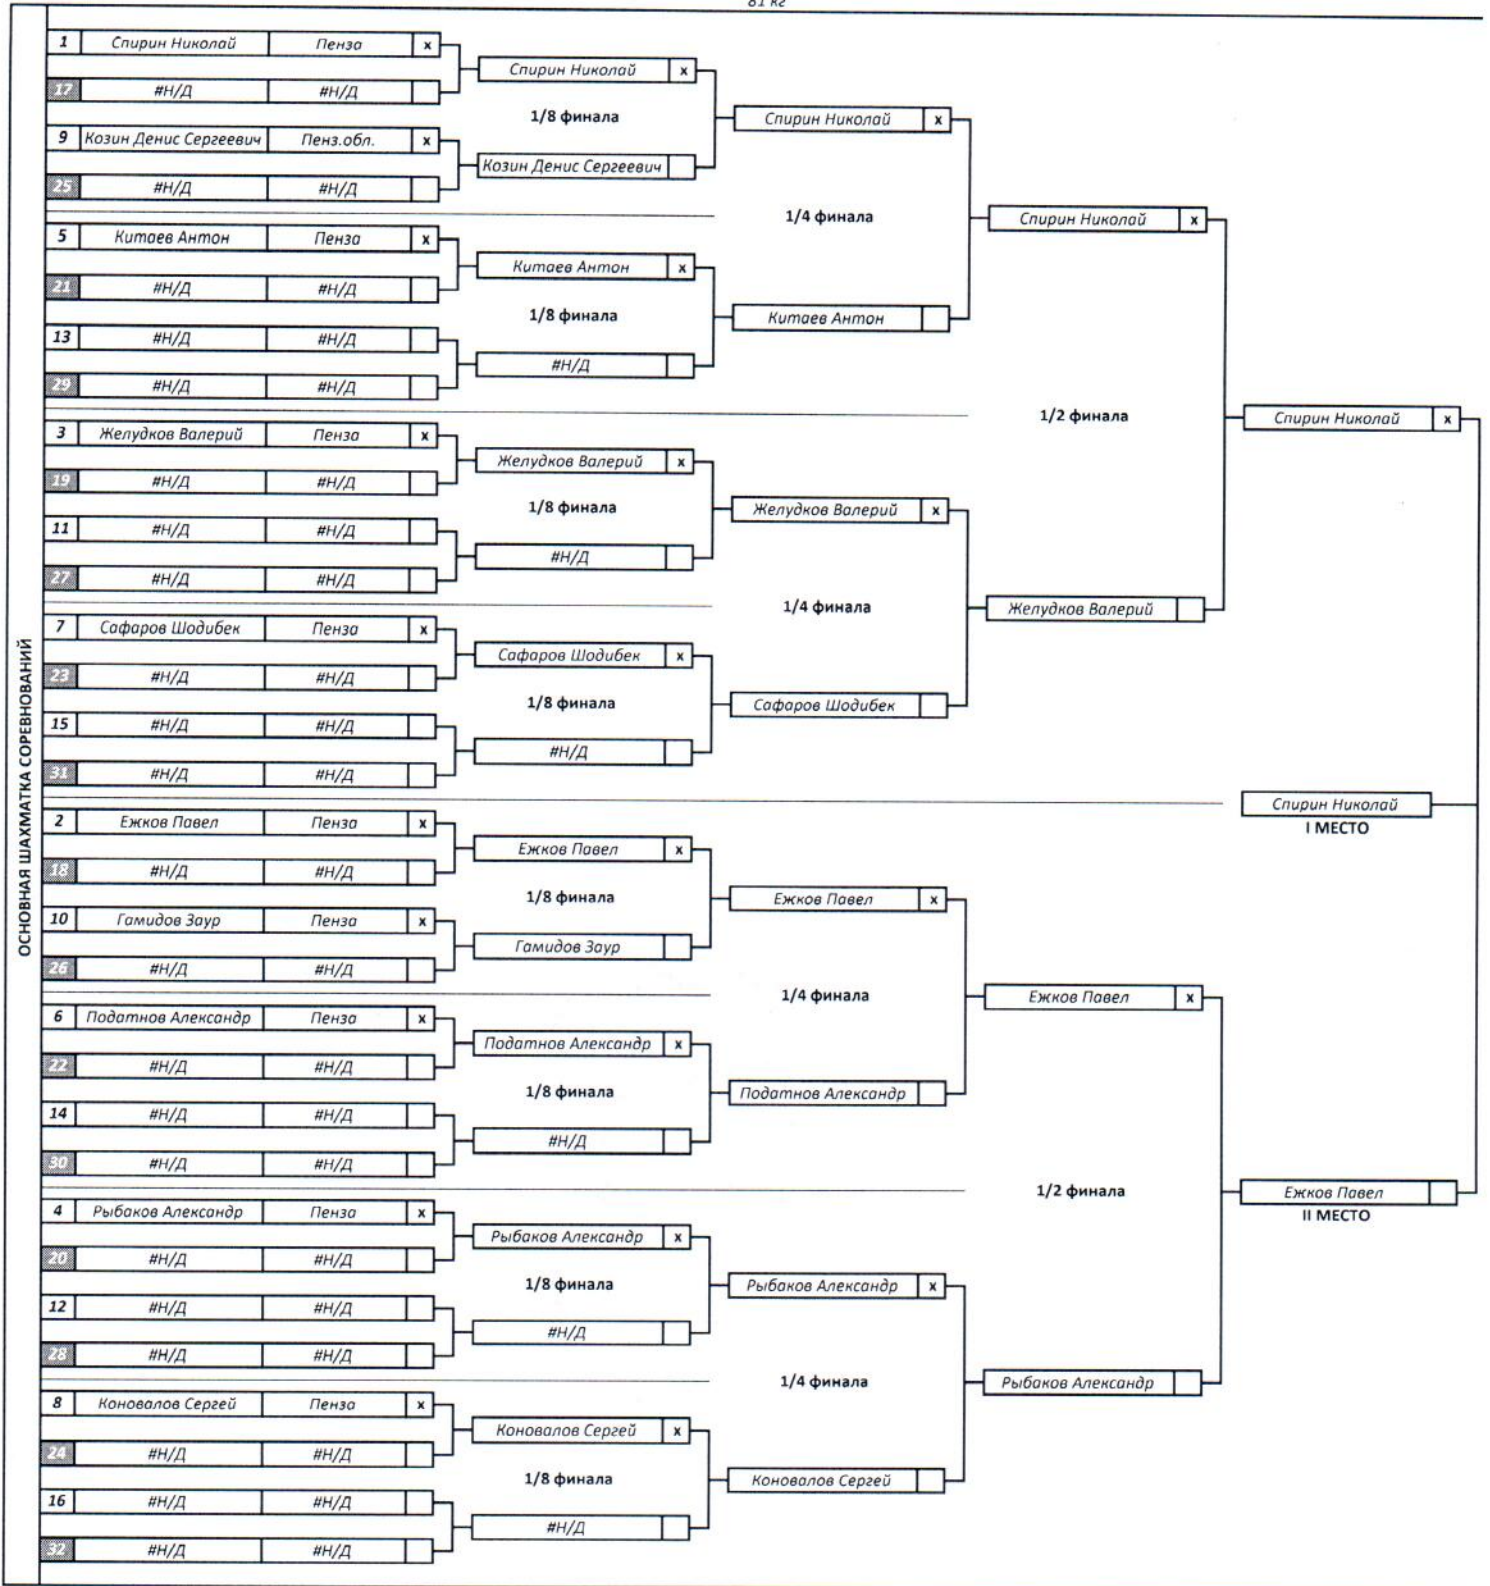 81 кг
ОСНОВНАЯ ШАХМАТКА СОРЕВНОВАНИЙ
1 Спирин Николай Пенза x
17 #Н/Д #Н/Д
9 Козин Денис Сергеевич Пенз.обл. x
25 #Н/Д #Н/Д
5 Китаев Антон Пенза x
21 #Н/Д #Н/Д
13 #Н/Д #Н/Д
29 #Н/Д #Н/Д
3 Желудков Валерий Пенза x
19 #Н/Д #Н/Д
11 #Н/Д #Н/Д
27 #Н/Д #Н/Д
7 Сафаров Шодибек Пенза x
23 #Н/Д #Н/Д
15 #Н/Д #Н/Д
31 #Н/Д #Н/Д
2 Ежков Павел Пенза x
18 #Н/Д #Н/Д
10 Гамидов Заур Пенза x
26 #Н/Д #Н/Д
6 Податнов Александр Пенза x
22 #Н/Д #Н/Д
14 #Н/Д #Н/Д
30 #Н/Д #Н/Д
4 Рыбаков Александр Пенза x
20 #Н/Д #Н/Д
12 #Н/Д #Н/Д
28 #Н/Д #Н/Д
8 Коновалов Сергей Пенза x
24 #Н/Д #Н/Д
16 #Н/Д #Н/Д
32 #Н/Д #Н/Д
Спирин Николай x
1/8 финала
Козин Денис Сергеевич
Китаев Антон x
1/8 финала
#Н/Д
Желудков Валерий x
1/8 финала
#Н/Д
Сафаров Шодибек x
1/8 финала
#Н/Д
Ежков Павел x
1/8 финала
Гамидов Заур
Податнов Александр x
1/8 финала
#Н/Д
Рыбаков Александр x
1/8 финала
#Н/Д
Коновалов Сергей x
1/8 финала
#Н/Д
Спирин Николай x
1/4 финала
Китаев Антон
Желудков Валерий x
1/4 финала
Сафаров Шодибек
Ежков Павел x
1/4 финала
Податнов Александр
Рыбаков Александр x
1/4 финала
Коновалов Сергей
Спирин Николай x
1/2 финала
Желудков Валерий
Ежков Павел x
1/2 финала
Рыбаков Александр
Спирин Николай x
Спирин Николай
I МЕСТО
Ежков Павел
II МЕСТО